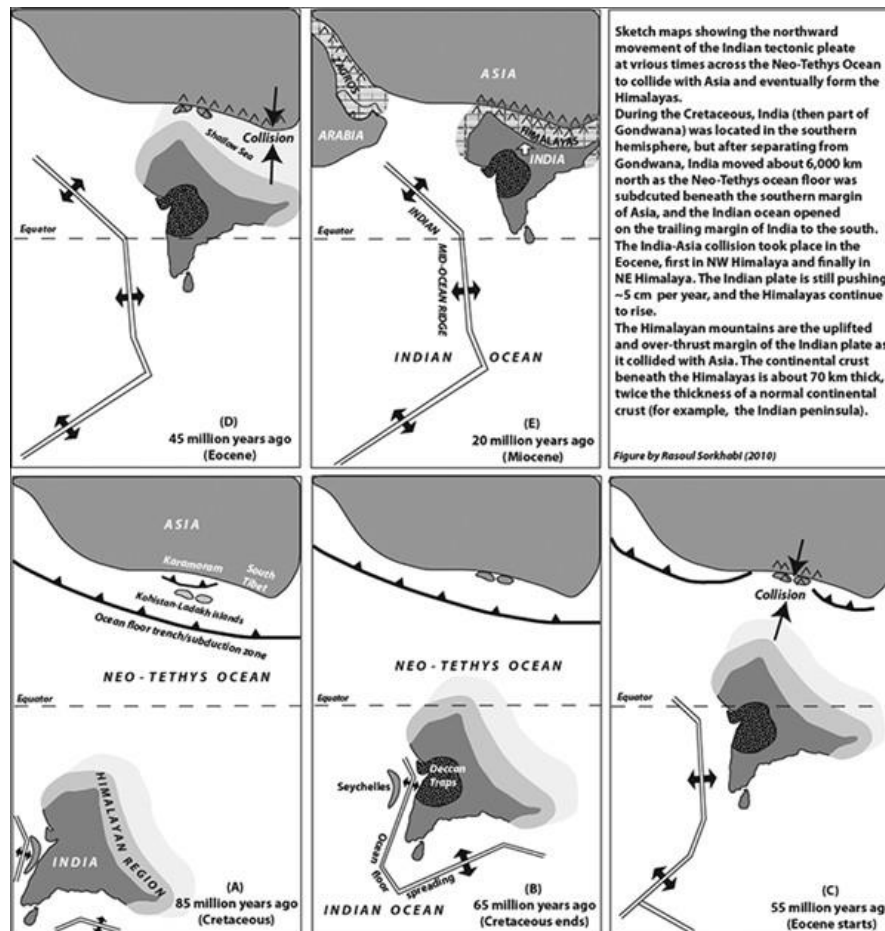 Shallow Sea
Collision
Equator
(D)
45 million years ago
(Eocene)
TAUROS
ASIA
ARABIA
HIMALAYAS
INDIA
INDIAN
MID-OCEAN RIDGE
INDIAN OCEAN
(E)
20 million years ago
(Miocene)
Sketch maps showing the northward
movement of the Indian tectonic pleate
at vrious times across the Neo-Tethys Ocean
to collide with Asia and eventually form the
Himalayas.
During the Cretaceous, India (then part of
Gondwana) was located in the southern
hemisphere, but after separating from
Gondwana, India moved about 6,000 km
north as the Neo-Tethys ocean floor was
subdcuted beneath the southern margin
of Asia, and the Indian ocean opened
on the trailing margin of India to the south.
The India-Asia collision took place in the
Eocene, first in NW Himalaya and finally in
NE Himalaya. The Indian plate is still pushing
~5 cm per year, and the Himalayas continue
to rise.
The Himalayan mountains are the uplifted
and over-thrust margin of the Indian plate as
it collided with Asia. The continental crust
beneath the Himalayas is about 70 km thick,
twice the thickness of a normal continental
crust (for example, the Indian peninsula).
Figure by Rasoul Sorkhabi (2010)
ASIA
Karamoram
South
Tibet
Kohistan-Ladakh islands
Ocean floor trench/subduction zone
NEO-TETHYS OCEAN
Equator
HIMALAYAN REGION
INDIA
(A)
85 million years ago
(Cretaceous)
NEO-TETHYS OCEAN
Equator
Seychelles
Deccan
Traps
Ocean
floor
spreading
INDIAN OCEAN
(B)
65 million years ago
(Cretaceous ends)
Collision
Equator
(C)
55 million years ag
(Eocene starts)